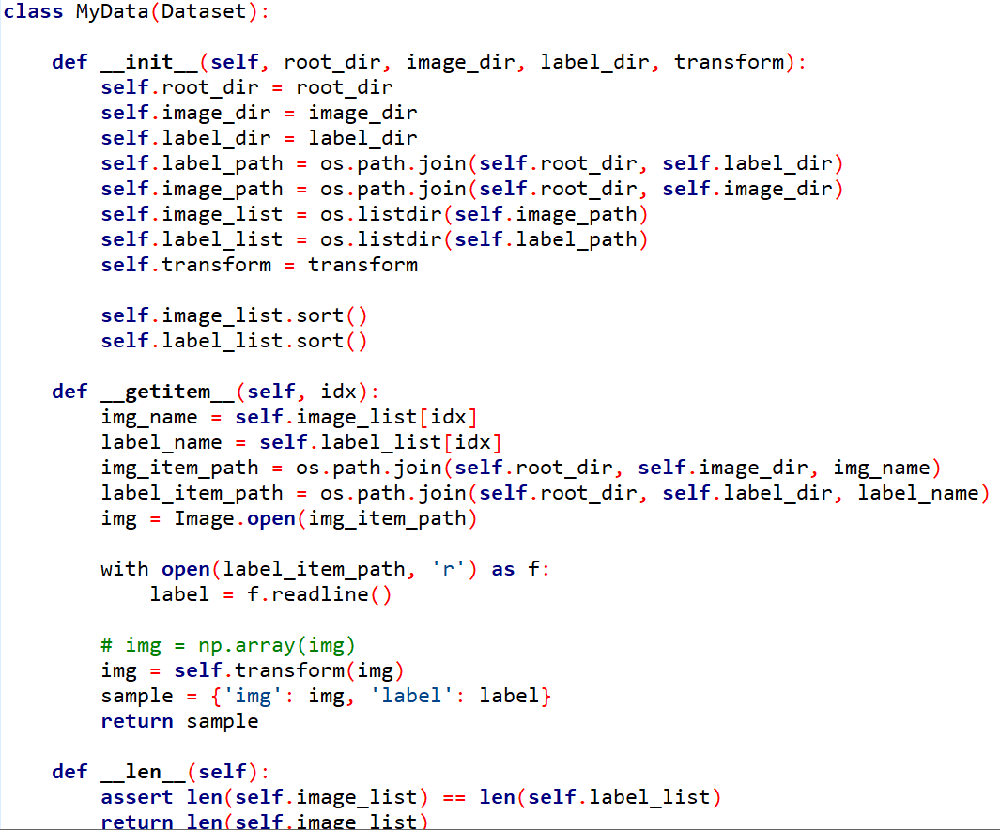 class MyData(Dataset):
    def __init__(self, root_dir, image_dir, label_dir, transform):
        self.root_dir = root_dir
        self.image_dir = image_dir
        self.label_dir = label_dir
        self.label_path = os.path.join(self.root_dir, self.label_dir)
        self.image_path = os.path.join(self.root_dir, self.image_dir)
        self.image_list = os.listdir(self.image_path)
        self.label_list = os.listdir(self.label_path)
        self.transform = transform
        self.image_list.sort()
        self.label_list.sort()
    def __getitem__(self, idx):
        img_name = self.image_list[idx]
        label_name = self.label_list[idx]
        img_item_path = os.path.join(self.root_dir, self.image_dir, img_name)
        label_item_path = os.path.join(self.root_dir, self.label_dir, label_name)
        img = Image.open(img_item_path)
        with open(label_item_path, 'r') as f:
            label = f.readline()
        # img = np.array(img)
        img = self.transform(img)
        sample = {'img': img, 'label': label}
        return sample
    def __len__(self):
        assert len(self.image_list) == len(self.label_list)
        return len(self.image_list)